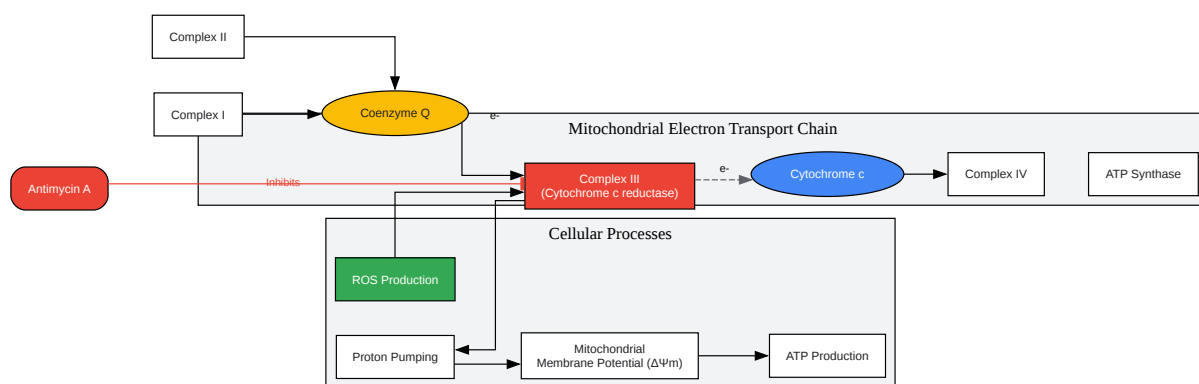 Complex II
Complex I
Coenzyme Q
e-
Mitochondrial Electron Transport Chain
Antimycin A
Inhibits
Complex III
(Cytochrome c reductase)
e-
Cytochrome c
Complex IV
ATP Synthase
Cellular Processes
ROS Production
Proton Pumping
Mitochondrial
Membrane Potential (ΔΨm)
ATP Production